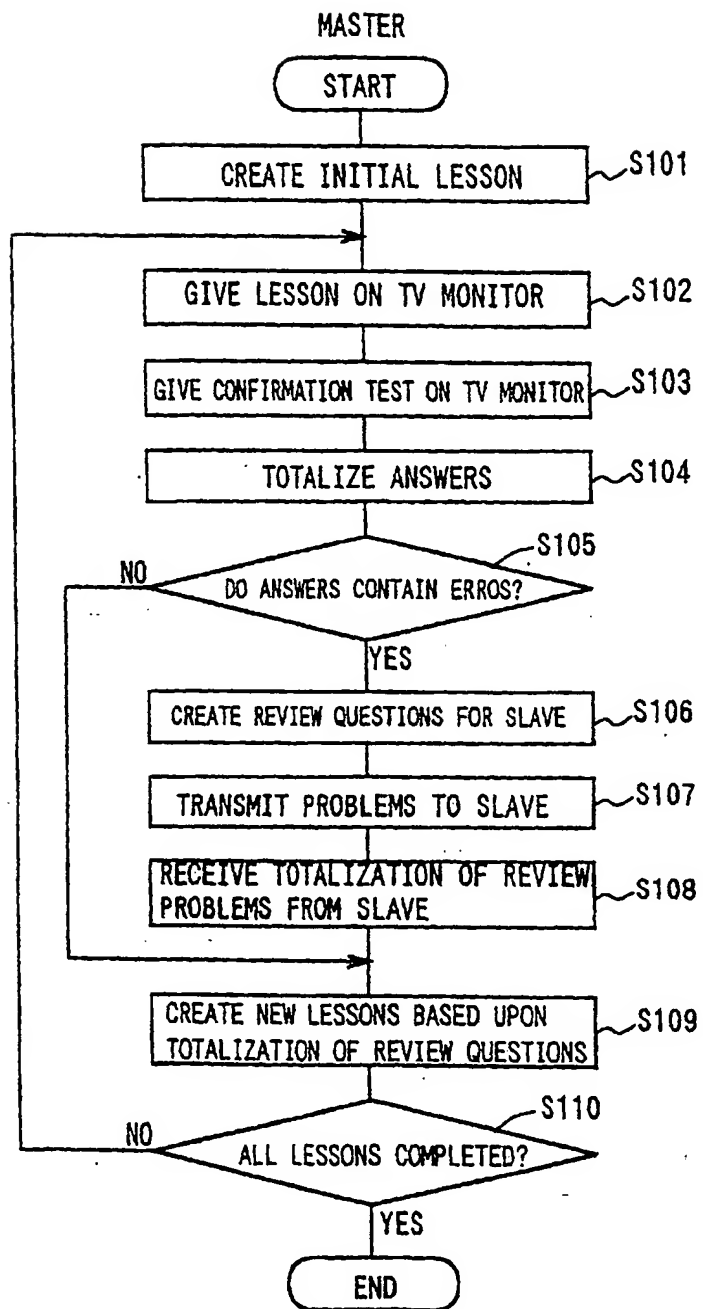 MASTER
START
CREATE INITIAL LESSON
S101
GIVE LESSON ON TV MONITOR
S102
GIVE CONFIRMATION TEST ON TV MONITOR
S103
TOTALIZE ANSWERS
S104
S105
NO
DO ANSWERS CONTAIN ERROS?
YES
CREATE REVIEW QUESTIONS FOR SLAVE
S106
TRANSMIT PROBLEMS TO SLAVE
S107
RECEIVE TOTALIZATION OF REVIEW
PROBLEMS FROM SLAVE
S108
CREATE NEW LESSONS BASED UPON
TOTALIZATION OF REVIEW QUESTIONS
S109
S110
NO
ALL LESSONS COMPLETED?
YES
END